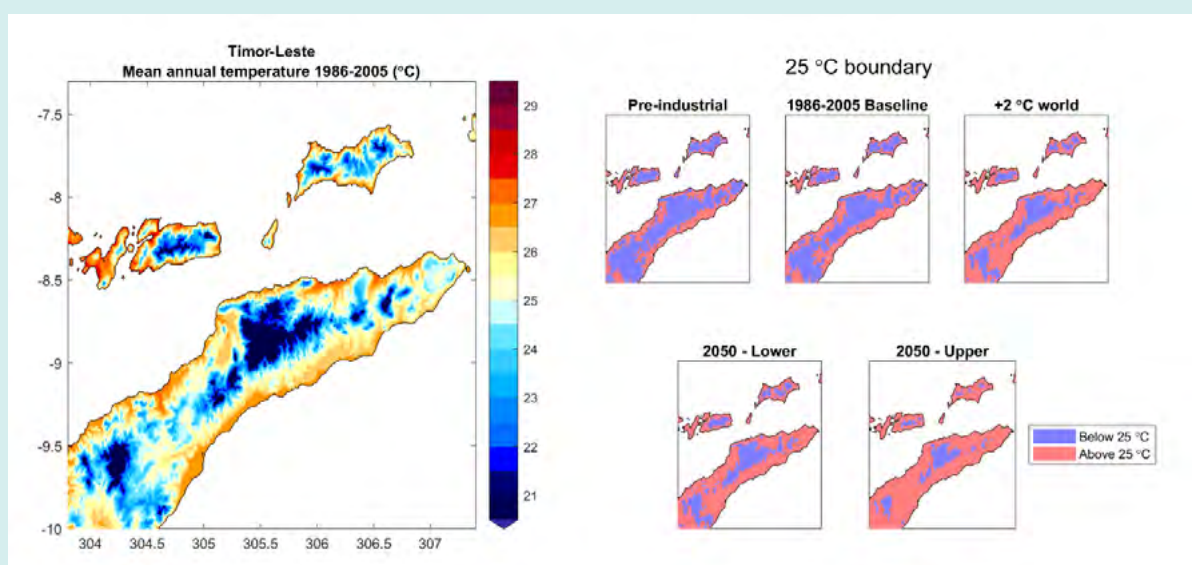 Timor-Leste
Mean annual temperature 1986-2005 (°C)
-7.5
-8
-8.5
-9
-9.5
-10
304
304.5
305
305.5
306
306.5
307
29
28
27
26
25
24
23
22
21
25 °C boundary
Pre-industrial
1986-2005 Baseline
+2 °C world
2050 - Lower
2050 - Upper
Below 25 °C
Above 25 °C